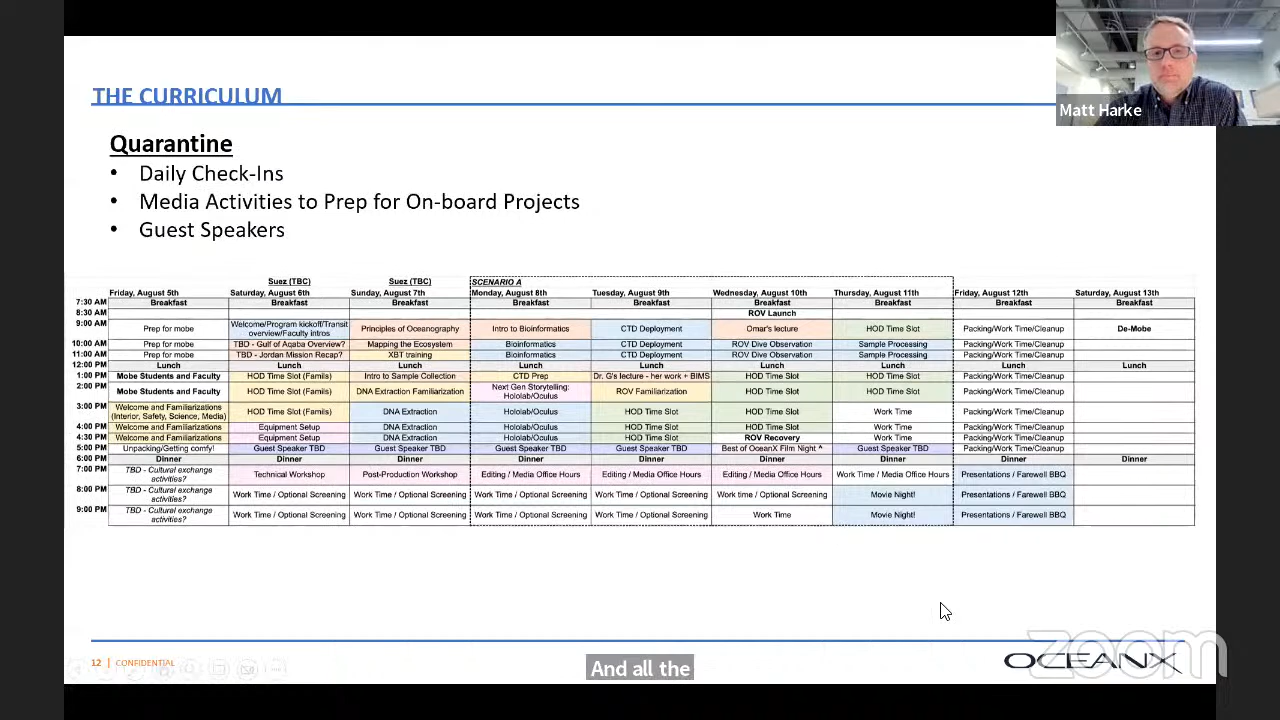 Matt Harke
THE CURRICULUM
Quarantine
• Daily Check-Ins
• Media Activities to Prep for On-board Projects
• Guest Speakers
Suez (TBC) Suez (TBC) SCENARIO A
Friday, August 5th Saturday, August 6th Sunday, August 7th Monday, August 8th Tuesday, August 9th Wednesday, August 10th Thursday, August 11th Friday, August 12th Saturday, August 13th
7:30 AM Breakfast Breakfast Breakfast Breakfast Breakfast Breakfast Breakfast Breakfast Breakfast
8:30 AM ROV Launch
9:00 AM Prep for mobe Welcome/Program kickoff/Transit overview/Faculty intros Principles of Oceanography Intro to Bioinformatics CTD Deployment Omar's lecture HOD Time Slot Packing/Work Time/Cleanup De-Mobe
10:00 AM Prep for mobe TBD - Gulf of Aqaba Overview? Mapping the Ecosystem Bioinformatics CTD Deployment ROV Dive Observation Sample Processing Packing/Work Time/Cleanup
11:00 AM Prep for mobe TBD - Jordan Mission Recap? XBT training Bioinformatics CTD Deployment ROV Dive Observation Sample Processing Packing/Work Time/Cleanup
12:00 PM Lunch Lunch Lunch Lunch Lunch Lunch Lunch Lunch Lunch
1:00 PM Mobe Students and Faculty HOD Time Slot (Famils) Intro to Sample Collection CTD Prep Dr. G's lecture - her work + BIMS HOD Time Slot HOD Time Slot Packing/Work Time/Cleanup
2:00 PM Mobe Students and Faculty HOD Time Slot (Famils) DNA Extraction Familiarization Next Gen Storytelling: Hololab/Oculus ROV Familiarization HOD Time Slot HOD Time Slot Packing/Work Time/Cleanup
3:00 PM Welcome and Familiarizations (Interior, Safety, Science, Media) HOD Time Slot (Famils) DNA Extraction Hololab/Oculus HOD Time Slot HOD Time Slot Work Time Packing/Work Time/Cleanup
4:00 PM Welcome and Familiarizations Equipment Setup DNA Extraction Hololab/Oculus HOD Time Slot HOD Time Slot Work Time Packing/Work Time/Cleanup
4:30 PM Welcome and Familiarizations Equipment Setup DNA Extraction Hololab/Oculus HOD Time Slot ROV Recovery Work Time Packing/Work Time/Cleanup
5:00 PM Unpacking/Getting comfy! Guest Speaker TBD Guest Speaker TBD Guest Speaker TBD Guest Speaker TBD Best of OceanX Film Night ^ Guest Speaker TBD Packing/Work Time/Cleanup
6:00 PM Dinner Dinner Dinner Dinner Dinner Dinner Dinner Dinner Dinner
7:00 PM TBD - Cultural exchange activities? Technical Workshop Post-Production Workshop Editing / Media Office Hours Editing / Media Office Hours Editing / Media Office Hours Work Time / Media Office Hours Presentations / Farewell BBQ
8:00 PM TBD - Cultural exchange activities? Work Time / Optional Screening Work Time / Optional Screening Work Time / Optional Screening Work Time / Optional Screening Work time / Optional Screening Movie Night! Presentations / Farewell BBQ
9:00 PM TBD - Cultural exchange activities? Work Time / Optional Screening Work Time / Optional Screening Work Time / Optional Screening Work Time / Optional Screening Work Time Movie Night! Presentations / Farewell BBQ
12 | CONFIDENTIAL
And all the
OCEANX
zoom